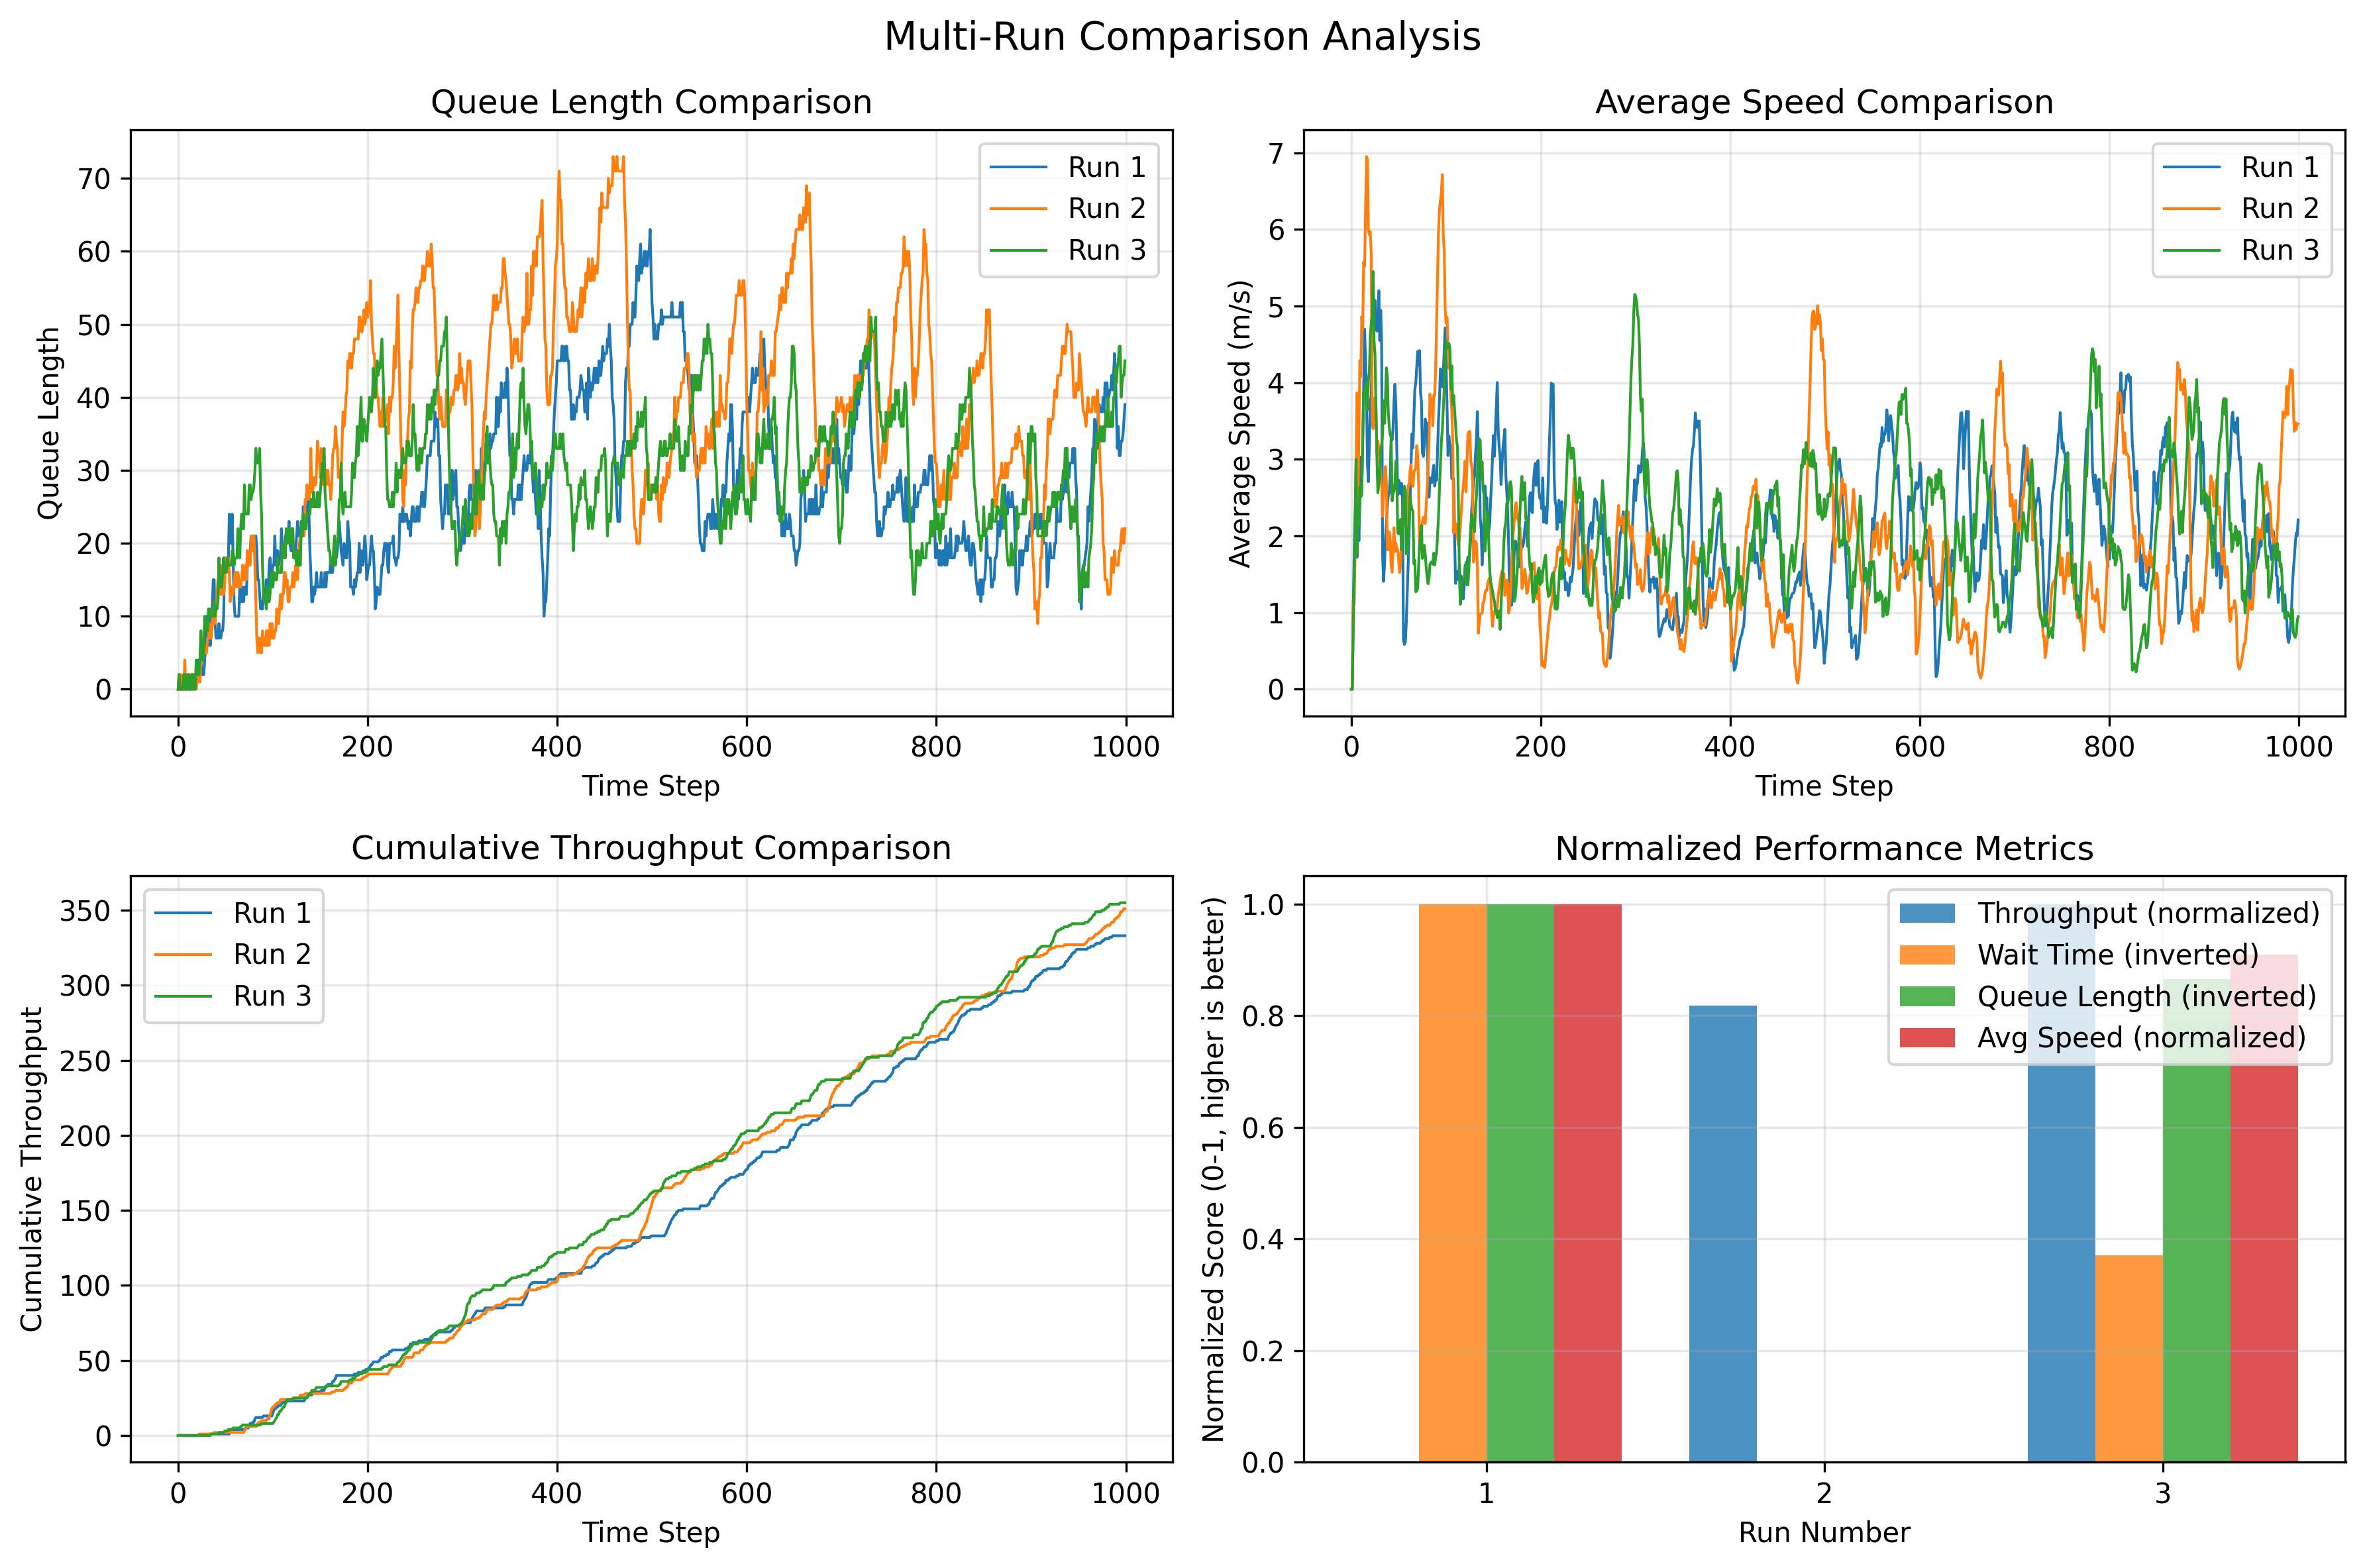 Multi-Run Comparison Analysis
Queue Length Comparison
Queue Length
70
60
50
40
30
20
10
0
Run 1
Run 2
Run 3
0 200 400 600 800 1000
Time Step
Average Speed Comparison
Average Speed (m/s)
7
6
5
4
3
2
1
0
Run 1
Run 2
Run 3
0 200 400 600 800 1000
Time Step
Cumulative Throughput Comparison
Cumulative Throughput
350
300
250
200
150
100
50
0
Run 1
Run 2
Run 3
0 200 400 600 800 1000
Time Step
Normalized Performance Metrics
Normalized Score (0-1, higher is better)
1.0
0.8
0.6
0.4
0.2
0.0
Throughput (normalized)
Wait Time (inverted)
Queue Length (inverted)
Avg Speed (normalized)
1 2 3
Run Number